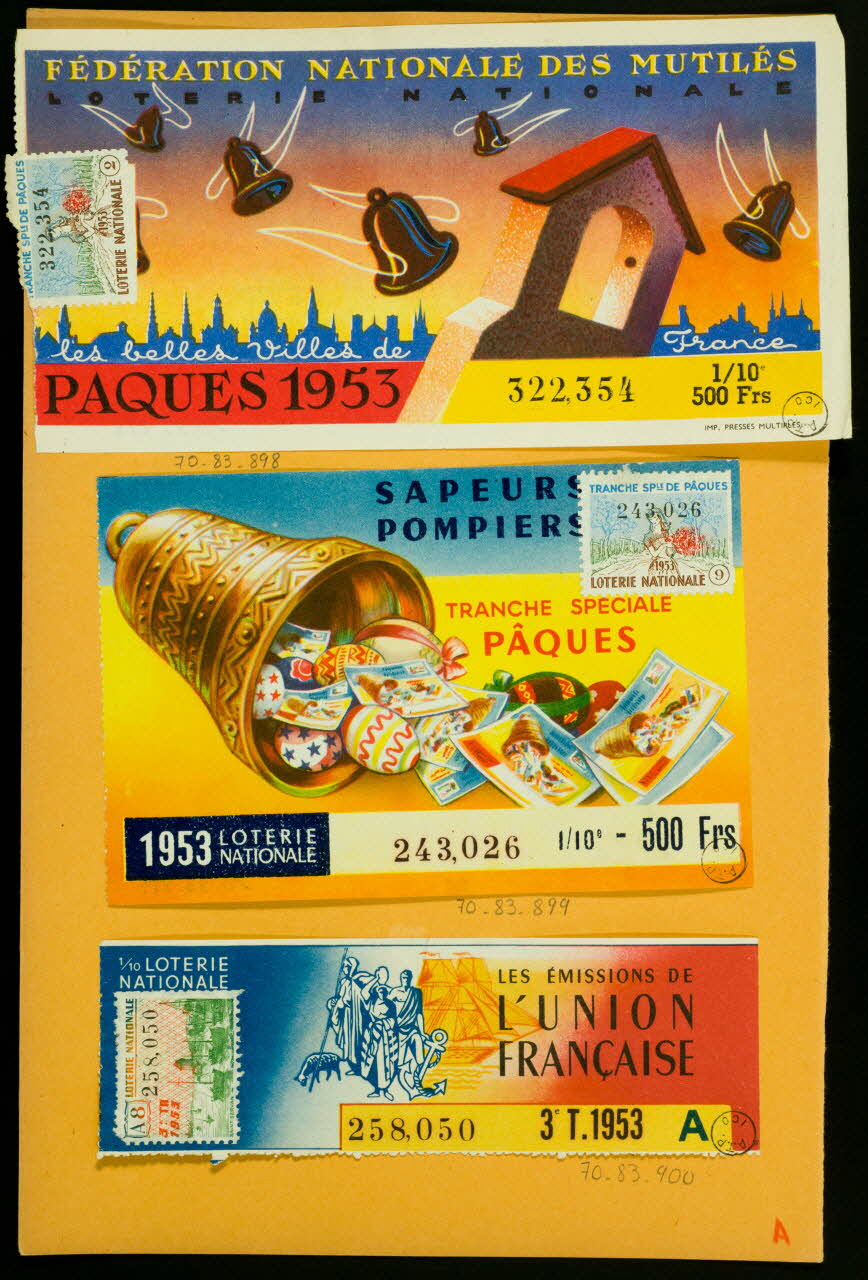 FÉDÉRATION NATIONALE DES MUTILÉS
LOTERIE NATIONALE
TRANCHE SPLE DE PÂQUES
322,354
1953
LOTERIE NATIONALE
2
les belles Villes de France
PAQUES 1953
322,354
1/10e
500 Frs
IMP. PRESSES MULTIPLES.
70-83-898
SAPEURS
POMPIERS
TRANCHE SPLE DE PÂQUES
243,026
1953
LOTERIE NATIONALE 9
TRANCHE SPECIALE
PÂQUES
1953 LOTERIE NATIONALE
243,026
1/10e - 500 Frs
70-83-899
1/10 LOTERIE
NATIONALE
LOTERIE NATIONALE
258,050
A8
3e TR
1953
LES ÉMISSIONS DE
L'UNION
FRANÇAISE
258,050
3e T.1953
A
70-83-900
A